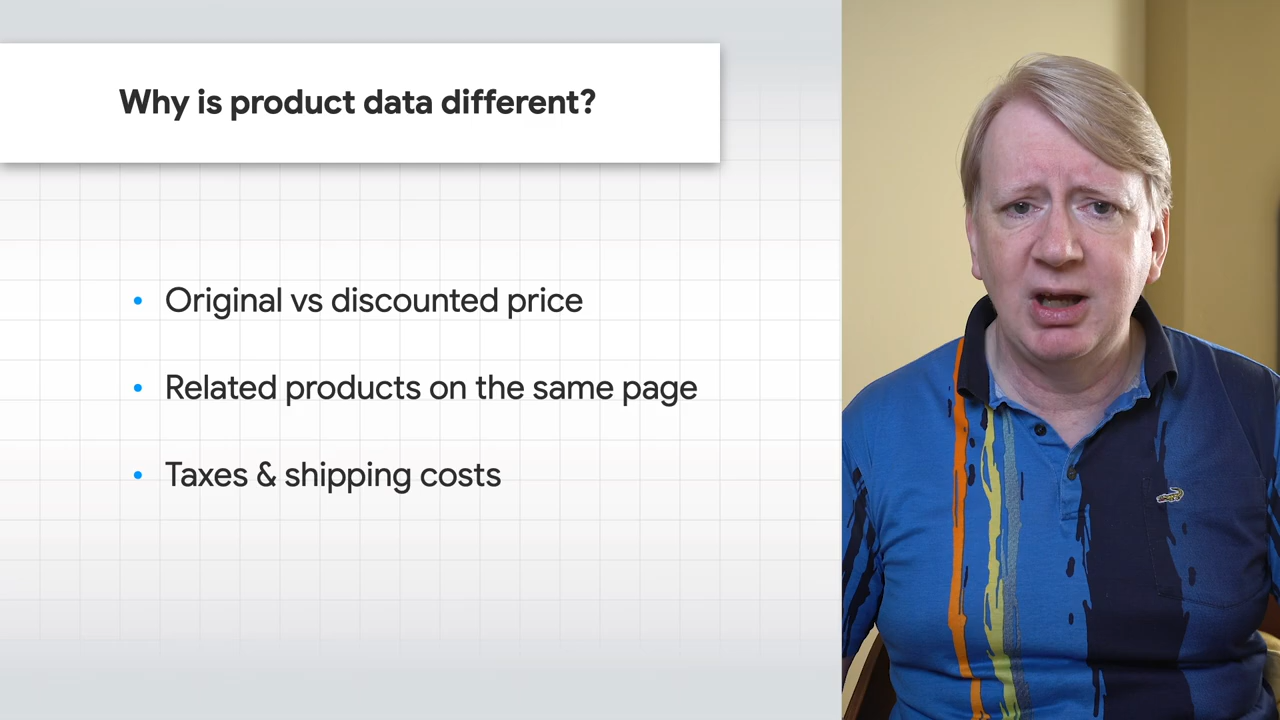 Why is product data different?
Original vs discounted price
Related products on the same page
Taxes & shipping costs